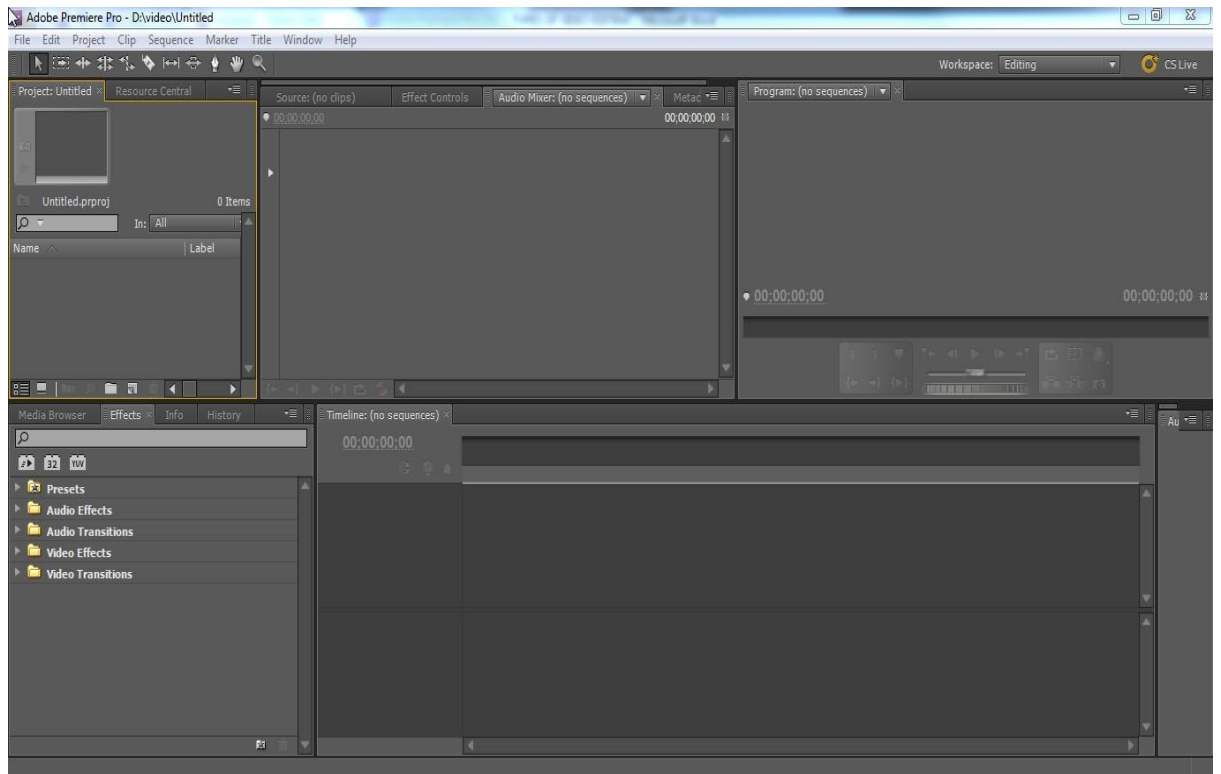 Adobe Premiere Pro - D:\video\Untitled
File Edit Project Clip Sequence Marker Title Window Help
Workspace: Editing
CS Live
Project: Untitled
Resource Central
Untitled.prproj
0 Items
In: All
Name
Label
Source: (no clips)
Effect Controls
Audio Mixer: (no sequences)
Metac
00;00;00;00
00;00;00;00
Program: (no sequences)
00;00;00;00
00;00;00;00
Media Browser
Effects
Info
History
32
YUV
Presets
Audio Effects
Audio Transitions
Video Effects
Video Transitions
Timeline: (no sequences)
00;00;00;00
Au